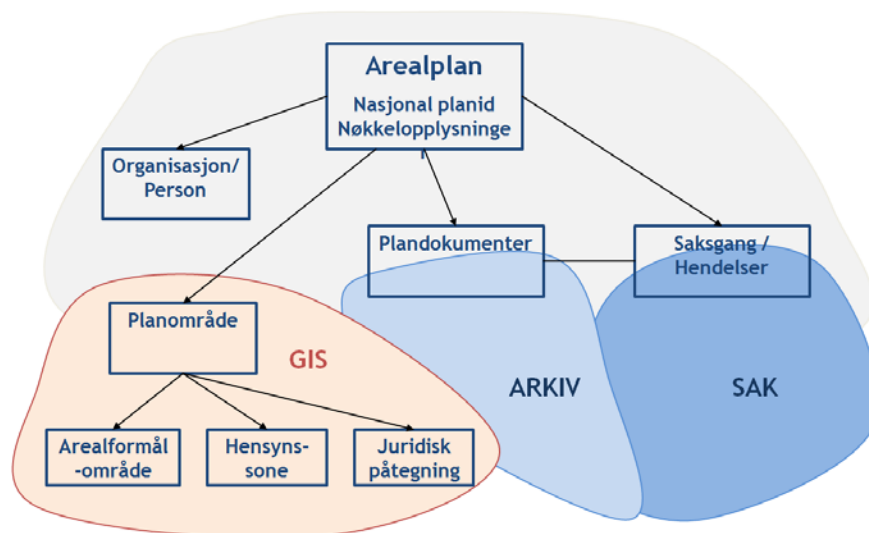 Arealplan
Nasjonal planid
Nøkkelopplysninge
Organisasjon/
Person
Plandokumenter
Saksgang /
Hendelser
Planområde
GIS
ARKIV
SAK
Arealformål
-område
Hensyns-
sone
Juridisk
påtegning